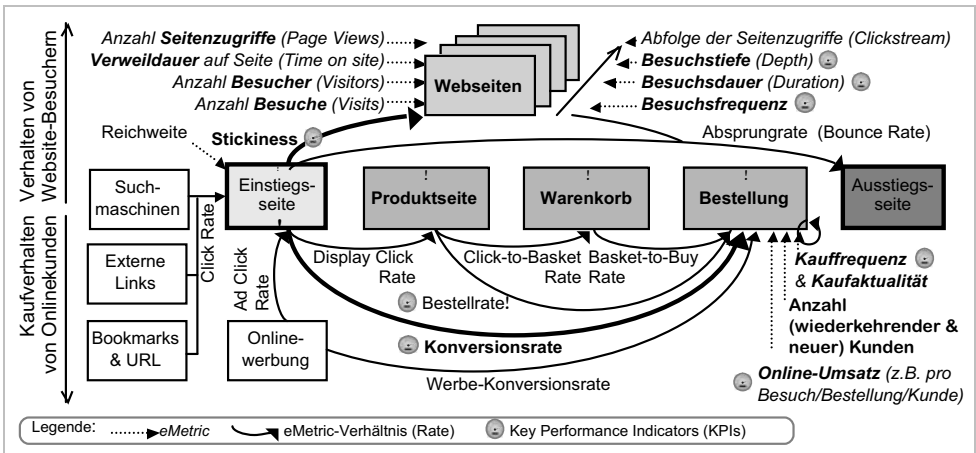 Anzahl Seitenzugriffe (Page Views)
Verweildauer auf Seite (Time on site)
Anzahl Besucher (Visitors)
Anzahl Besuche (Visits)
Webseiten
Abfolge der Seitenzugriffe (Clickstream)
Besuchstiefe (Depth)
Besuchsdauer (Duration)
Besuchsfrequenz
Verhalten von
Website-Besuchern
Reichweite
Stickiness
Absprungrate (Bounce Rate)
Such-
maschinen
Einstiegs-
seite
!
Produktseite
!
Warenkorb
!
Bestellung
Ausstiegs-
seite
Kaufverhalten
von Onlinekunden
Externe
Links
Bookmarks
& URL
Click Rate
Ad Click
Rate
Online-
werbung
Display Click
Rate
Click-to-Basket
Rate
Basket-to-Buy
Rate
Bestellrate!
Konversionsrate
Werbe-Konversionsrate
Kauffrequenz
& Kaufaktualität
Anzahl
(wiederkehrender &
neuer) Kunden
Online-Umsatz (z.B. pro
Besuch/Bestellung/Kunde)
Legende:
eMetric
eMetric-Verhältnis (Rate)
Key Performance Indicators (KPIs)